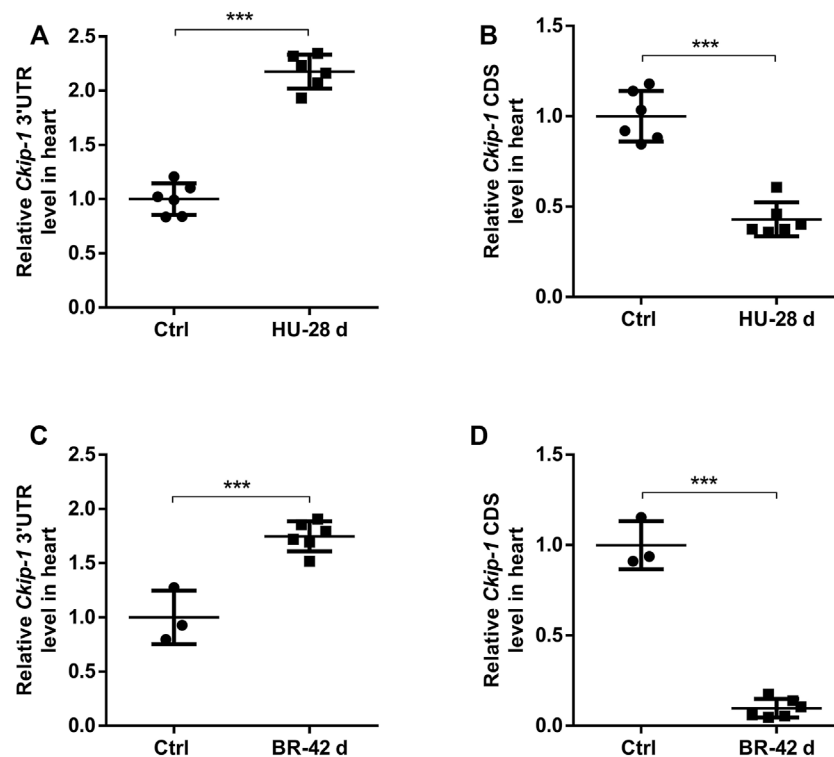 A
***
Relative Ckip-1 3'UTR
level in heart
2.5
2.0
1.5
1.0
0.5
0.0
Ctrl HU-28 d
B
***
Relative Ckip-1 CDS
level in heart
1.5
1.0
0.5
0.0
Ctrl HU-28 d
C
***
Relative Ckip-1 3'UTR
level in heart
2.5
2.0
1.5
1.0
0.5
0.0
Ctrl BR-42 d
D
***
Relative Ckip-1 CDS
level in heart
1.5
1.0
0.5
0.0
Ctrl BR-42 d